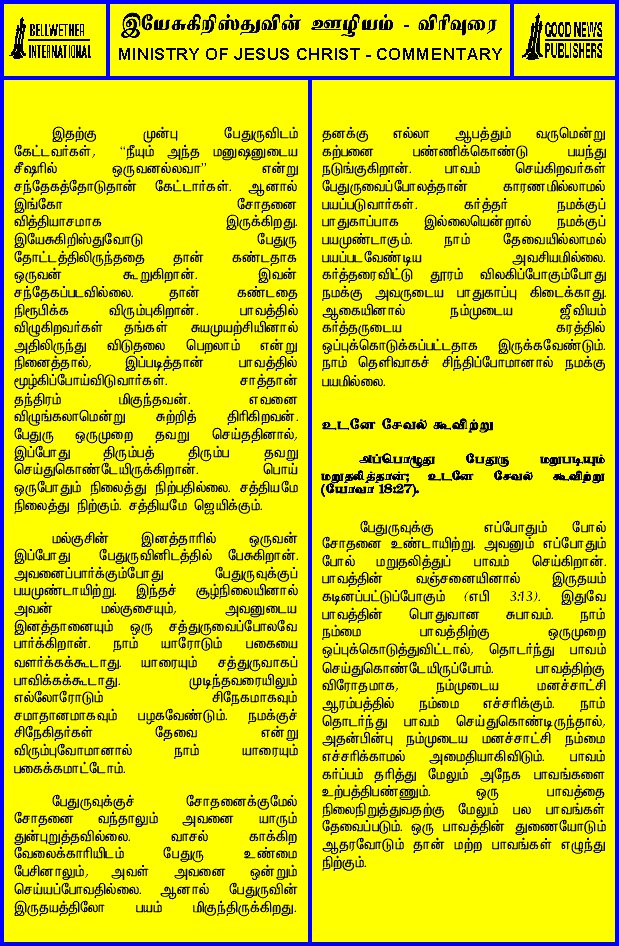 BELLWETHER
INTERNATIONAL
இயேசுகிறிஸ்துவின் ஊழியம் - விரிவுரை
MINISTRY OF JESUS CHRIST - COMMENTARY
GOOD NEWS
PUBLISHERS
இதற்கு முன்பு பேதுருவிடம்
கேட்டவர்கள், “நீயும் அந்த மனுஷனுடைய
சீஷரில் ஒருவனல்லவா” என்று
சந்தேகத்தோடுதான் கேட்டார்கள். ஆனால்
இங்கோ சோதனை
வித்தியாசமாக இருக்கிறது.
இயேசுகிறிஸ்துவோடு பேதுரு
தோட்டத்திலிருந்ததை தான் கண்டதாக
ஒருவன் கூறுகிறான். இவன்
சந்தேகப்படவில்லை. தான் கண்டதை
நிரூபிக்க விரும்புகிறான். பாவத்தில்
விழுகிறவர்கள் தங்கள் சுயமுயற்சியினால்
அதிலிருந்து விடுதலை பெறலாம் என்று
நினைத்தால், இப்படித்தான் பாவத்தில்
மூழ்கிப்போய்விடுவார்கள். சாத்தான்
தந்திரம் மிகுந்தவன். எவனை
விழுங்கலாமென்று சுற்றித் திரிகிறவன்.
பேதுரு ஒருமுறை தவறு செய்ததினால்,
இப்போது திரும்பத் திரும்ப தவறு
செய்துகொண்டேயிருக்கிறான். பொய்
ஒருபோதும் நிலைத்து நிற்பதில்லை. சத்தியமே
நிலைத்து நிற்கும். சத்தியமே ஜெயிக்கும்.
மல்குசின் இனத்தாரில் ஒருவன்
இப்போது பேதுருவினிடத்தில் பேசுகிறான்.
அவனைப்பார்க்கும்போது பேதுருவுக்குப்
பயமுண்டாயிற்று. இந்தச் சூழ்நிலையினால்
அவன் மல்குசையும், அவனுடைய
இனத்தானையும் ஒரு சத்துருவைப்போலவே
பார்க்கிறான். நாம் யாரோடும் பகையை
வளர்க்கக்கூடாது. யாரையும் சத்துருவாகப்
பாவிக்கக்கூடாது. முடிந்தவரையிலும்
எல்லோரோடும் சிநேகமாகவும்
சமாதானமாகவும் பழகவேண்டும். நமக்குச்
சிநேகிதர்கள் தேவை என்று
விரும்புவோமானால் நாம் யாரையும்
பகைக்கமாட்டோம்.
பேதுருவுக்குச் சோதனைக்குமேல்
சோதனை வந்தாலும் அவனை யாரும்
துன்புறுத்தவில்லை. வாசல் காக்கிற
வேலைக்காரியிடம் பேதுரு உண்மை
பேசினாலும், அவள் அவனை ஒன்றும்
செய்யப்போவதில்லை. ஆனால் பேதுருவின்
இருதயத்திலோ பயம் மிகுந்திருக்கிறது.
தனக்கு எல்லா ஆபத்தும் வருமென்று
கற்பனை பண்ணிக்கொண்டு பயந்து
நடுங்குகிறான். பாவம் செய்கிறவர்கள்
பேதுருவைப்போலத்தான் காரணமில்லாமல்
பயப்படுவார்கள். கர்த்தர் நமக்குப்
பாதுகாப்பாக இல்லையென்றால் நமக்குப்
பயமுண்டாகும். நாம் தேவையில்லாமல்
பயப்படவேண்டிய அவசியமில்லை.
கர்த்தரைவிட்டு தூரம் விலகிப்போகும்போது
நமக்கு அவருடைய பாதுகாப்பு கிடைக்காது.
ஆகையினால் நம்முடைய ஜீவியம்
கர்த்தருடைய கரத்தில்
ஒப்புக்கொடுக்கப்பட்டதாக இருக்கவேண்டும்.
நாம் தெளிவாகச் சிந்திப்போமானால் நமக்கு
பயமில்லை.
உடனே சேவல் கூவிற்று
அப்பொழுது பேதுரு மறுபடியும்
மறுதலித்தான்; உடனே சேவல் கூவிற்று
(யோவா 18:27).
பேதுருவுக்கு எப்போதும் போல்
சோதனை உண்டாயிற்று. அவனும் எப்போதும்
போல் மறுதலித்துப் பாவம் செய்கிறான்.
பாவத்தின் வஞ்சனையினால் இருதயம்
கடினப்பட்டுப்போகும் (எபி 3:13). இதுவே
பாவத்தின் பொதுவான சுபாவம். நாம்
நம்மை பாவத்திற்கு ஒருமுறை
ஒப்புக்கொடுத்துவிட்டால், தொடர்ந்து பாவம்
செய்துகொண்டேயிருப்போம். பாவத்திற்கு
விரோதமாக, நம்முடைய மனச்சாட்சி
ஆரம்பத்தில் நம்மை எச்சரிக்கும். நாம்
தொடர்ந்து பாவம் செய்துகொண்டிருந்தால்,
அதன்பின்பு நம்முடைய மனச்சாட்சி நம்மை
எச்சரிக்காமல் அமைதியாகிவிடும். பாவம்
கர்ப்பம் தரித்து மேலும் அநேக பாவங்களை
உற்பத்திபண்ணும். ஒரு பாவத்தை
நிலைநிறுத்துவதற்கு மேலும் பல பாவங்கள்
தேவைப்படும். ஒரு பாவத்தின் துணையோடும்
ஆதரவோடும் தான் மற்ற பாவங்கள் எழுந்து
நிற்கும்.